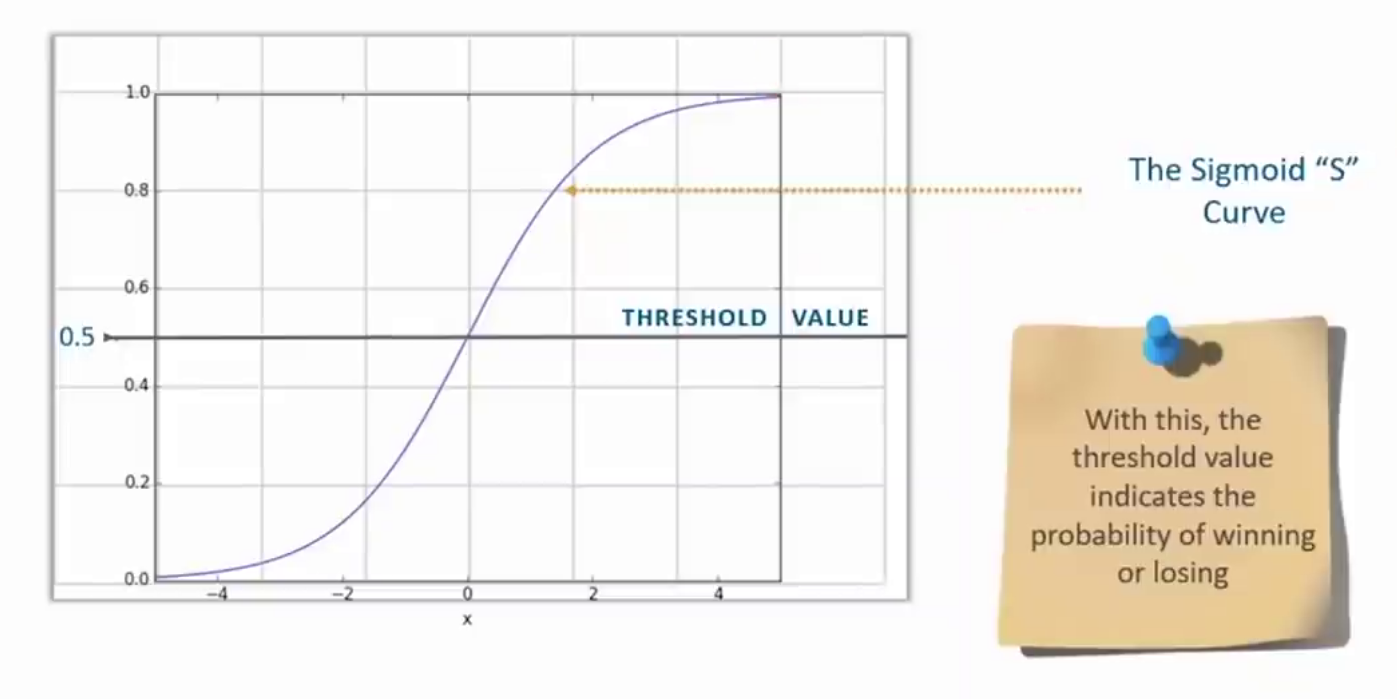 1.0
0.8
0.6
0.5
0.4
0.2
0.0
−4 −2 0 2 4
x
THRESHOLD VALUE
The Sigmoid “S”
Curve
With this, the
threshold value
indicates the
probability of winning
or losing